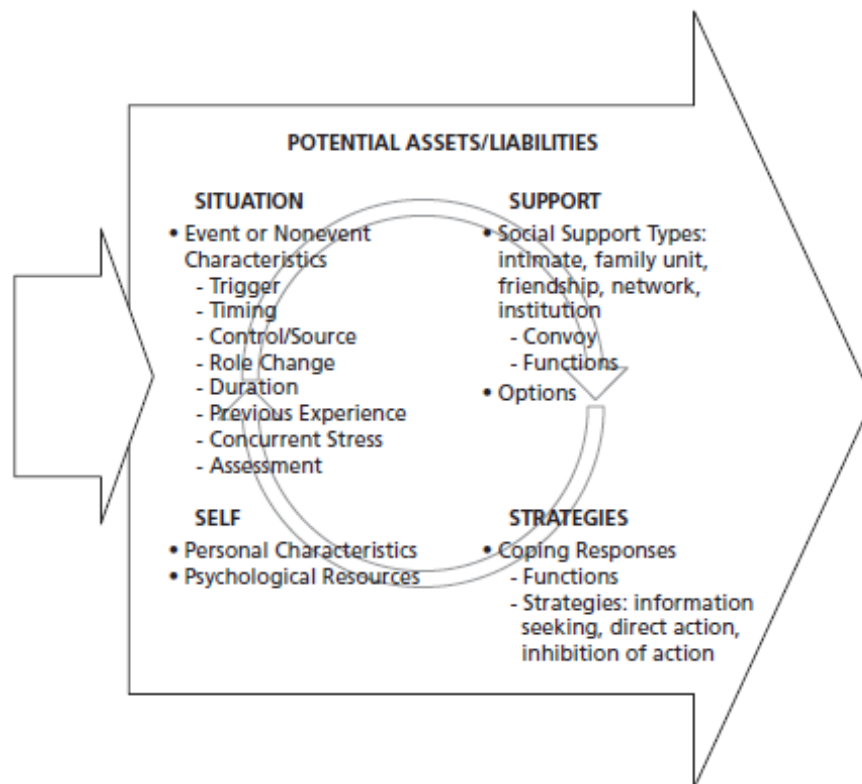 POTENTIAL ASSETS/LIABILITIES
SITUATION
• Event or Nonevent
Characteristics
- Trigger
- Timing
- Control/Source
- Role Change
- Duration
- Previous Experience
- Concurrent Stress
- Assessment
SUPPORT
• Social Support Types:
intimate, family unit,
friendship, network,
institution
- Convoy
- Functions
• Options
SELF
• Personal Characteristics
• Psychological Resources
STRATEGIES
• Coping Responses
- Functions
- Strategies: information
seeking, direct action,
inhibition of action